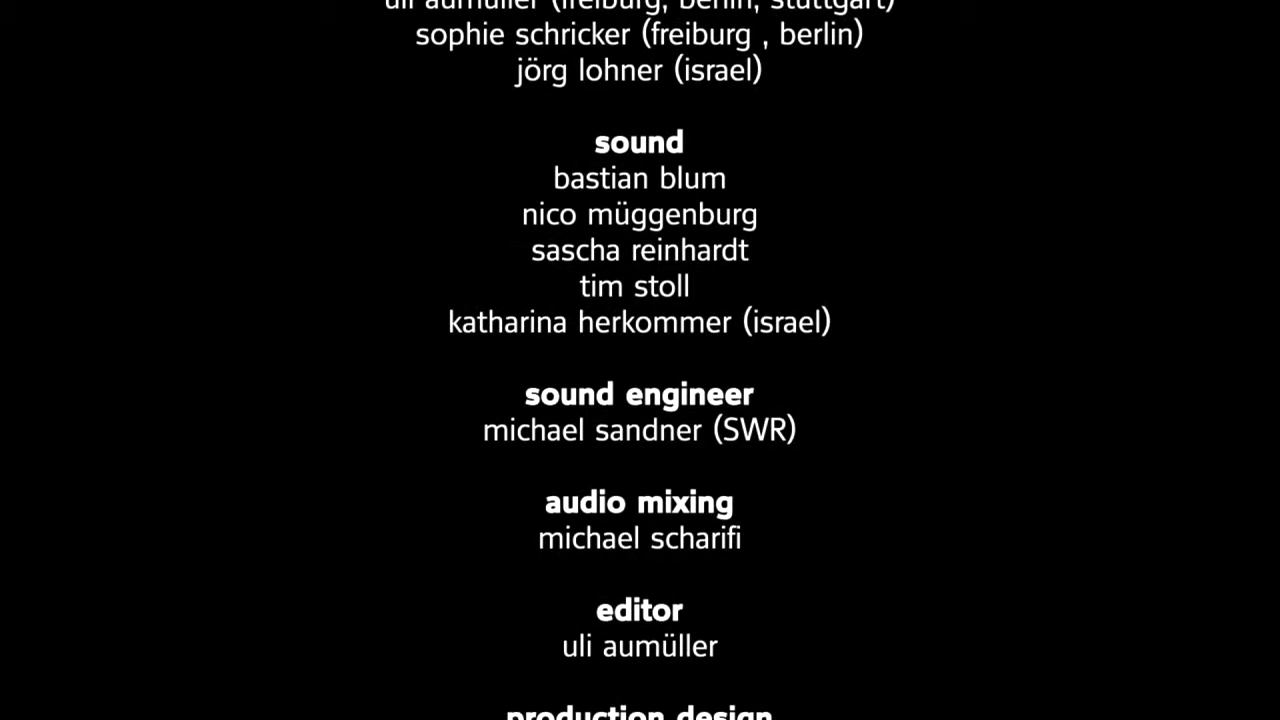 uli aumüller (freiburg, berlin, stuttgart)
sophie schricker (freiburg , berlin)
jörg lohner (israel)
sound
bastian blum
nico müggenburg
sascha reinhardt
tim stoll
katharina herkommer (israel)
sound engineer
michael sandner (SWR)
audio mixing
michael scharifi
editor
uli aumüller
production design